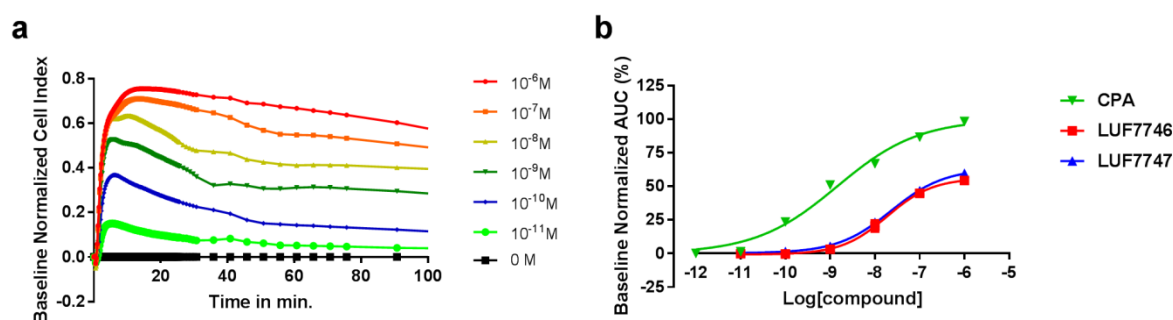 a
Baseline Normalized Cell Index
0.8
0.6
0.4
0.2
0.0
-0.2
20
40
60
80
100
Time in min.
10⁻⁶M
10⁻⁷M
10⁻⁸M
10⁻⁹M
10⁻¹⁰M
10⁻¹¹M
0 M
b
Baseline Normalized AUC (%)
125
100
75
50
25
0
-25
-12
-11
-10
-9
-8
-7
-6
-5
Log[compound]
CPA
LUF7746
LUF7747